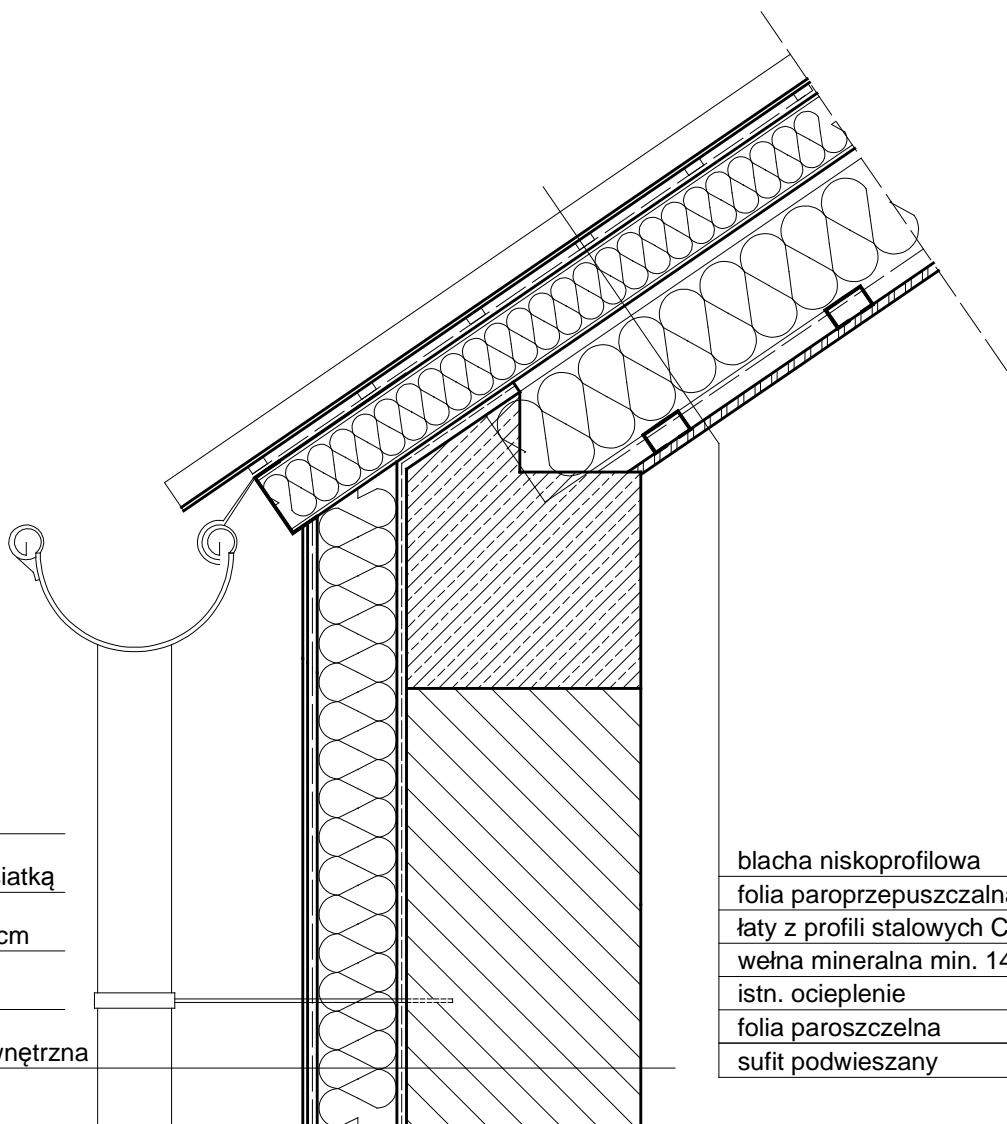 iatką
cm
wnętrzna
blacha niskoprofilowa
folia paroprzepuszczalna
łaty z profili stalowych C
wełna mineralna min. 14
istn. ocieplenie
folia paroszczelna
sufit podwieszany